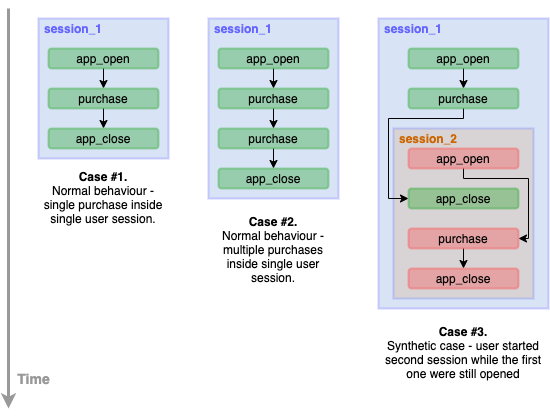 session_1
app_open
purchase
app_close
Case #1.
Normal behaviour -
single purchase inside
single user session.
session_1
app_open
purchase
purchase
app_close
Case #2.
Normal behaviour -
multiple purchases
inside single user
session.
session_1
app_open
purchase
session_2
app_open
app_close
purchase
app_close
Case #3.
Synthetic case - user started
second session while the first
one were still opened
Time